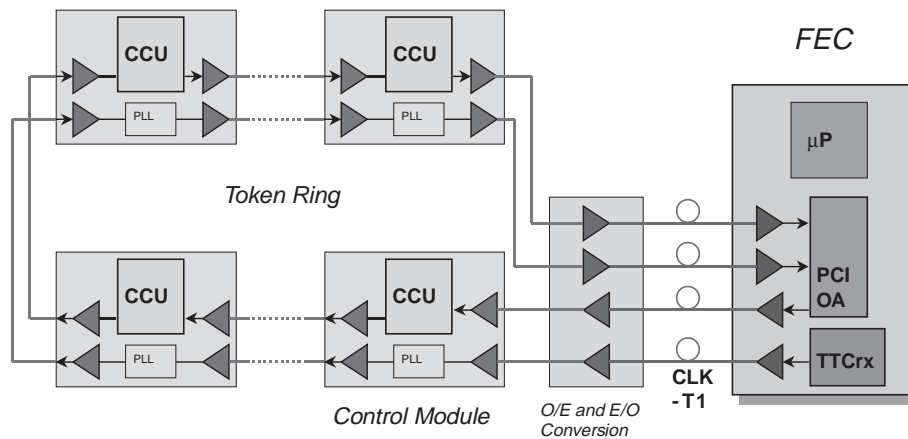 FEC
CCU
CCU
PLL
PLL
µP
Token Ring
CCU
CCU
PCI
OA
PLL
PLL
TTCrx
CLK
- T1
Control Module
O/E and E/O
Conversion